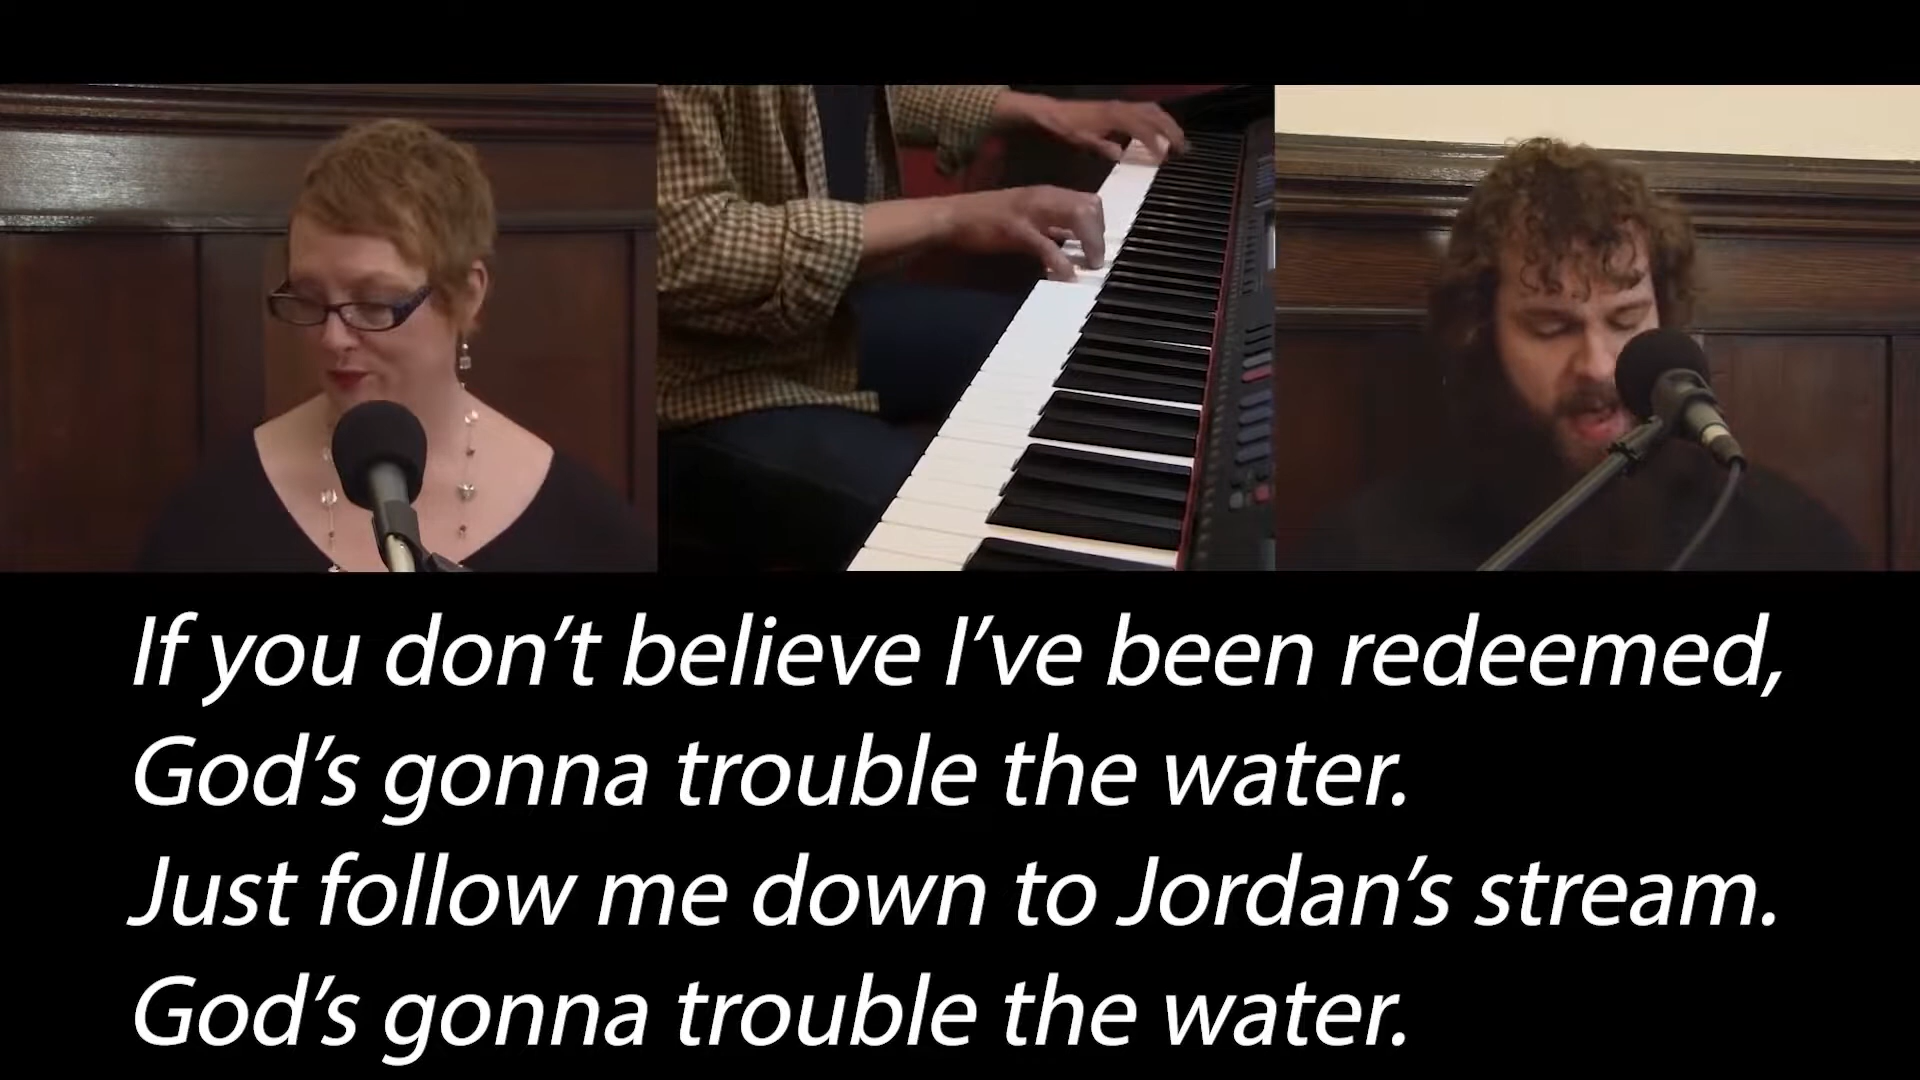 If you don’t believe I’ve been redeemed,
God’s gonna trouble the water.
Just follow me down to Jordan’s stream.
God’s gonna trouble the water.